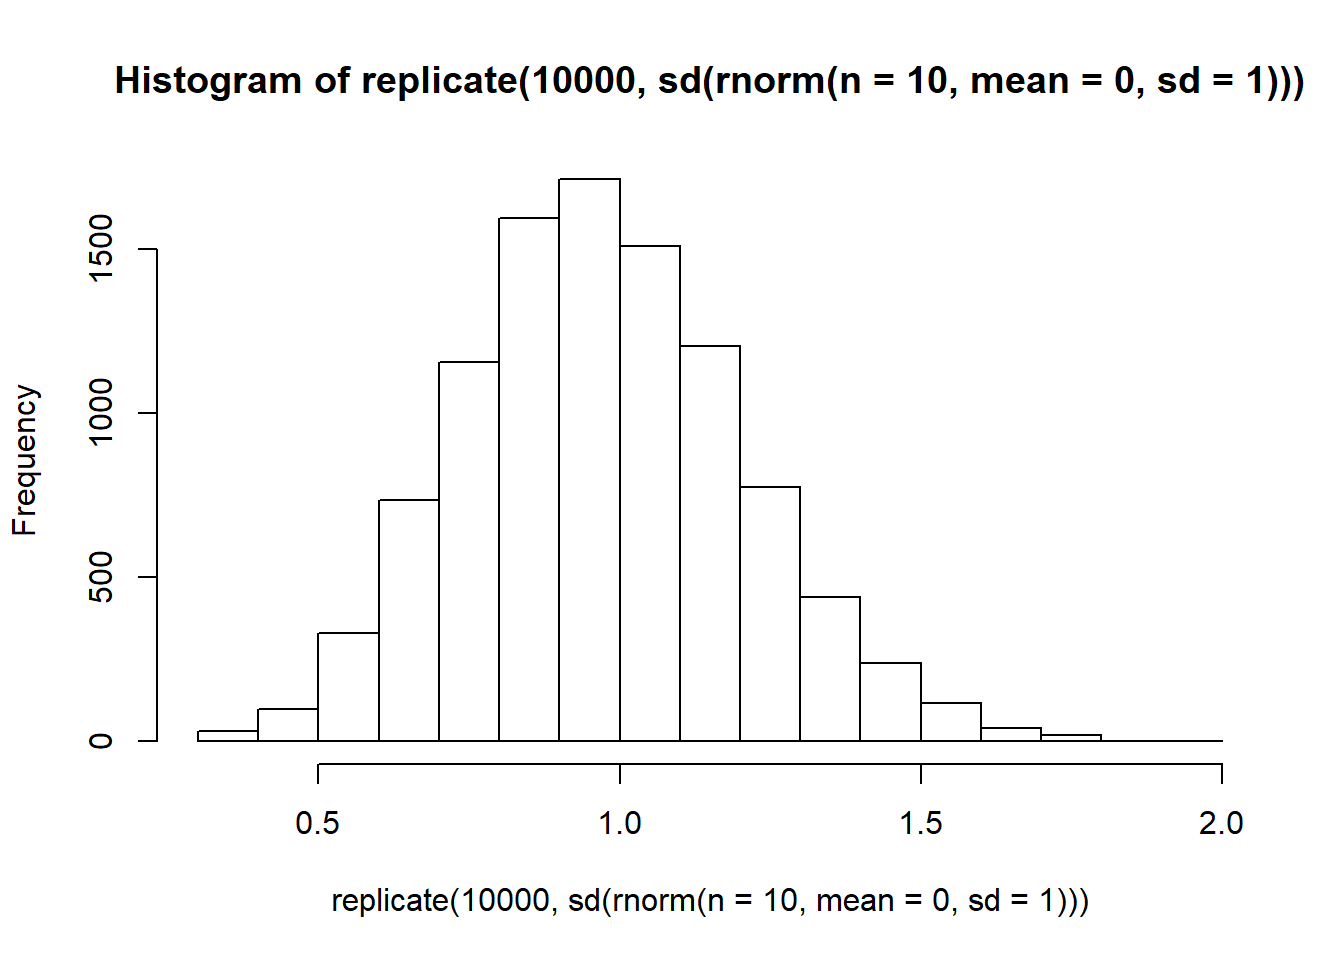 Histogram of replicate(10000, sd(rnorm(n = 10, mean = 0, sd = 1)))
Frequency
1500
1000
500
0
0.5 1.0 1.5 2.0
replicate(10000, sd(rnorm(n = 10, mean = 0, sd = 1)))